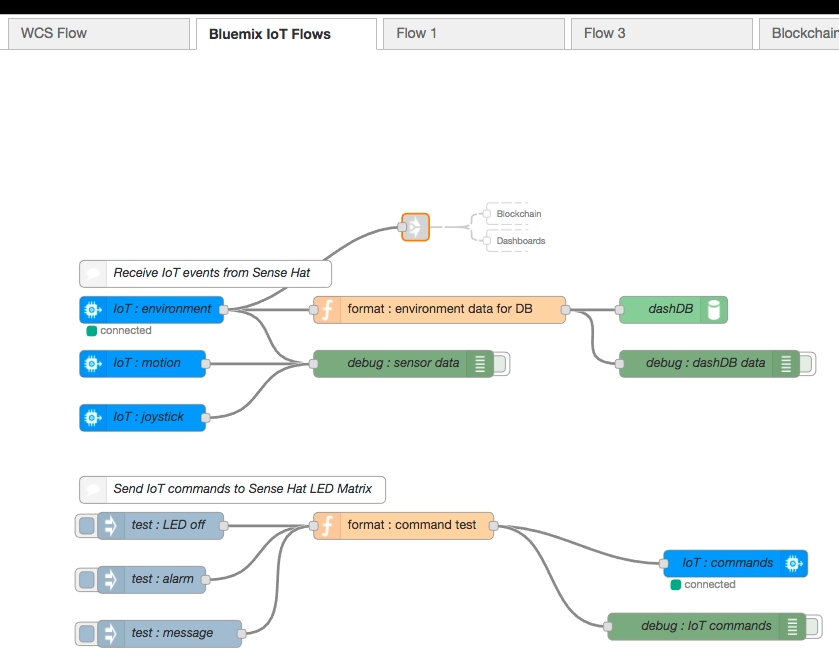 WCS Flow
Bluemix IoT Flows
Flow 1
Flow 3
Blockchain
Blockchain
Dashboards
Receive IoT events from Sense Hat
IoT : environment
format : environment data for DB
dashDB
connected
IoT : motion
debug : sensor data
debug : dashDB data
IoT : joystick
Send IoT commands to Sense Hat LED Matrix
test : LED off
format : command test
IoT : commands
test : alarm
connected
test : message
debug : IoT commands